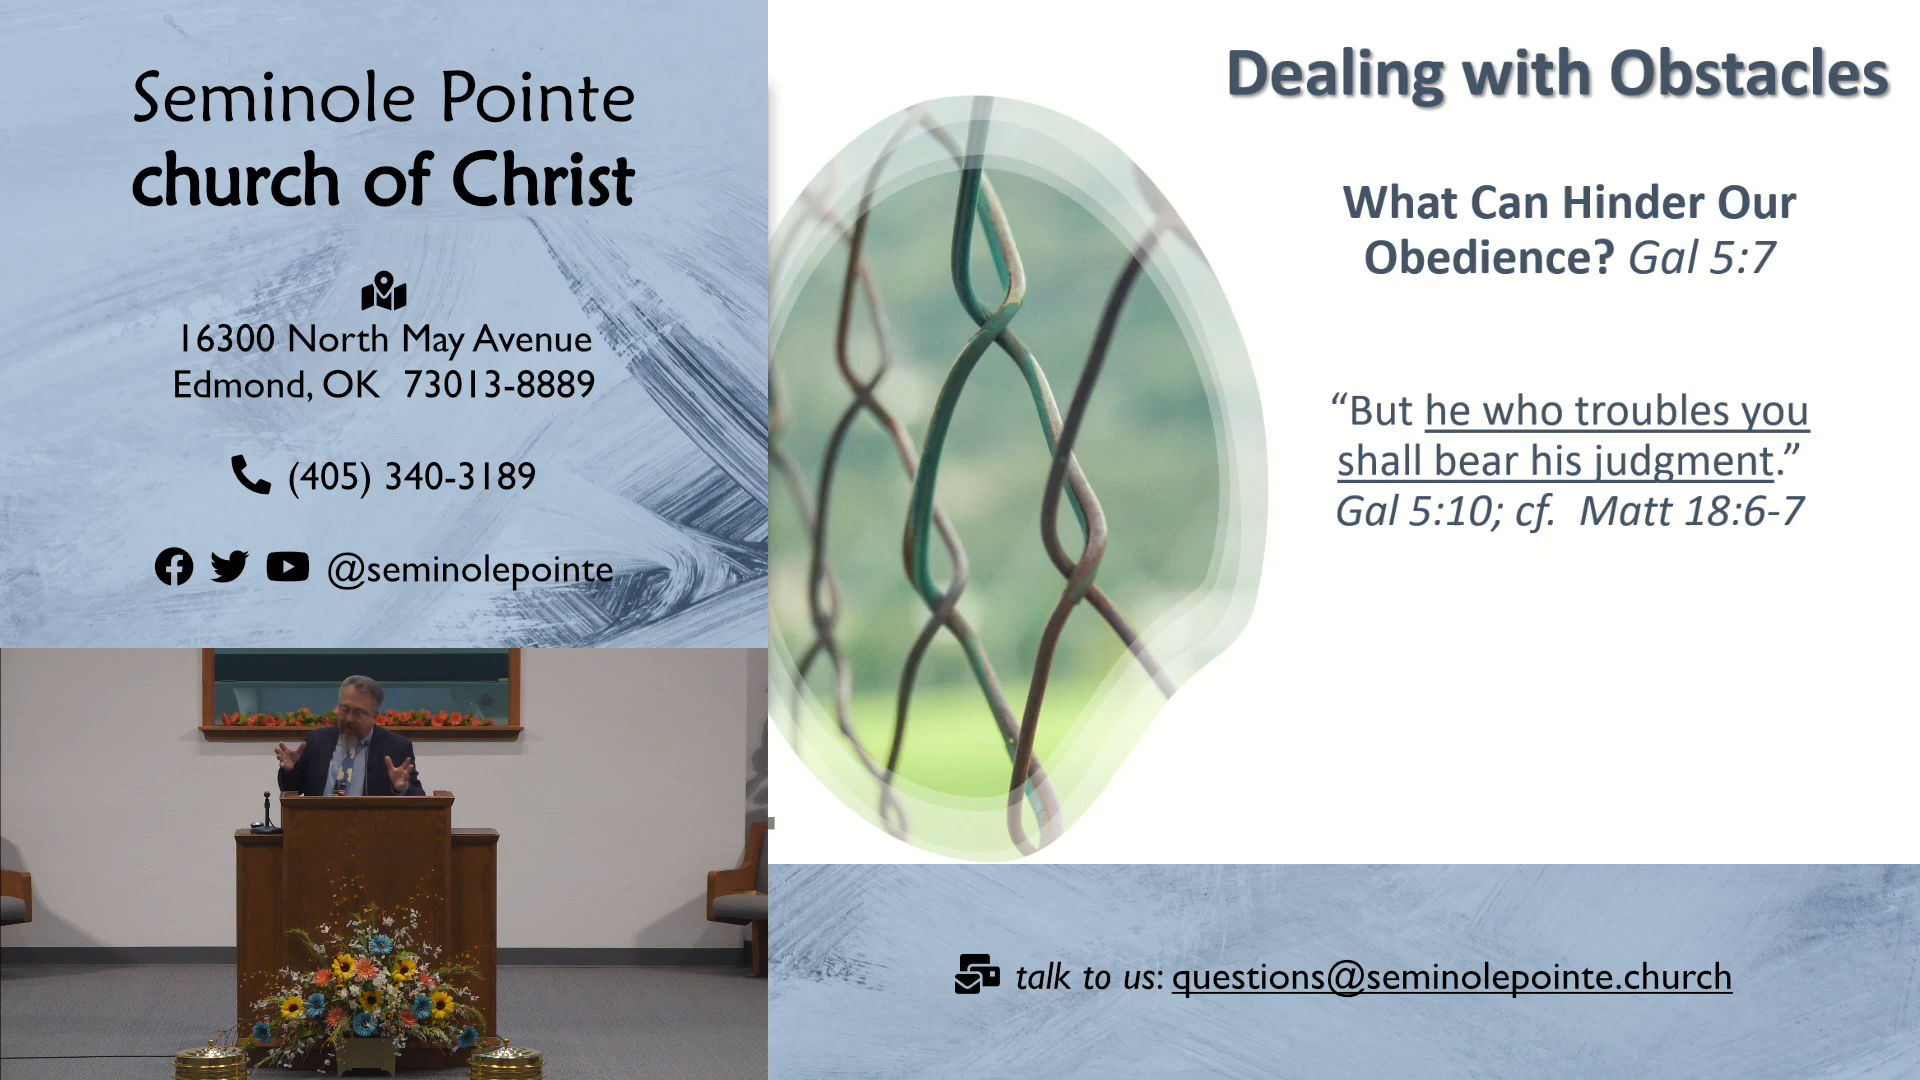 Seminole Pointe
church of Christ
16300 North May Avenue
Edmond, OK  73013-8889
(405) 340-3189
@seminolepointe
Dealing with Obstacles
What Can Hinder Our
Obedience? Gal 5:7
“But he who troubles you
shall bear his judgment.”
Gal 5:10; cf.  Matt 18:6-7
talk to us: questions@seminolepointe.church